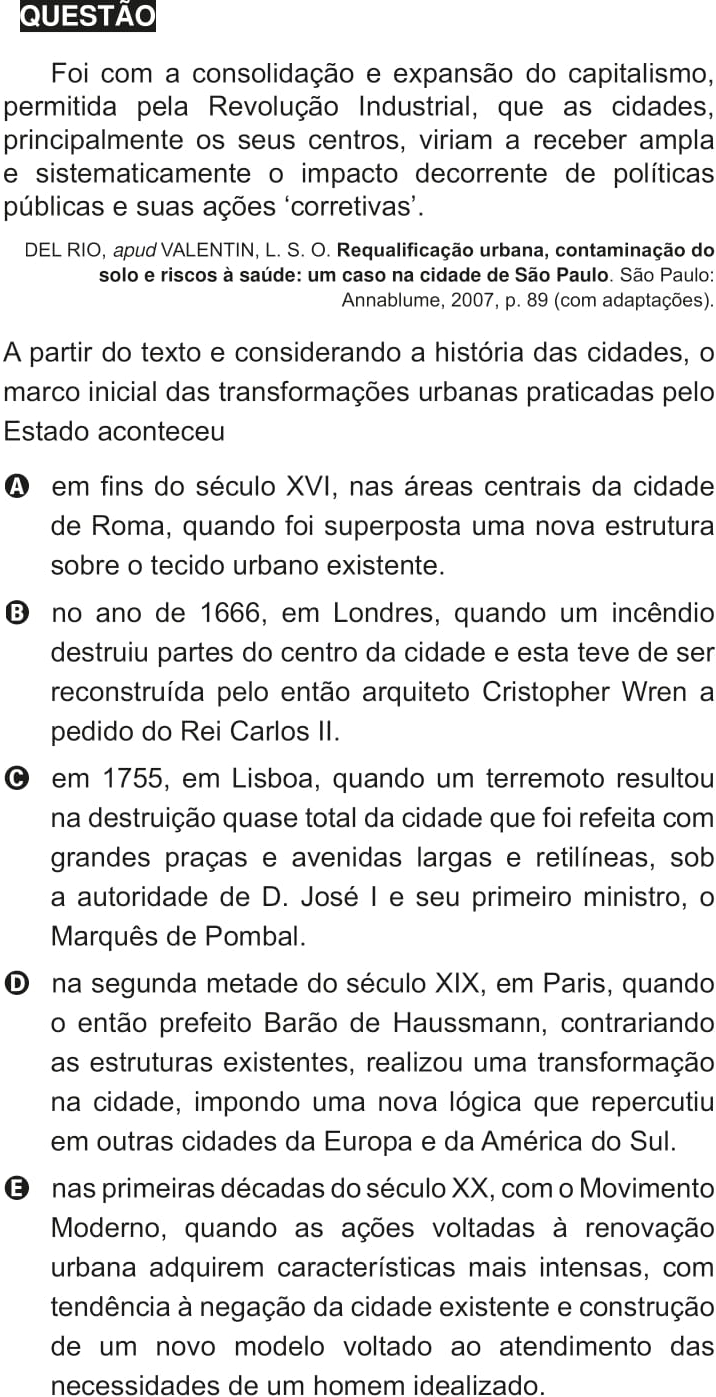 QUESTÃO
Foi com a consolidação e expansão do capitalismo,
permitida pela Revolução Industrial, que as cidades,
principalmente os seus centros, viriam a receber ampla
e sistematicamente o impacto decorrente de políticas
públicas e suas ações ‘corretivas’.
DEL RIO, apud VALENTIN, L. S. O. Requalificação urbana, contaminação do
solo e riscos à saúde: um caso na cidade de São Paulo. São Paulo:
Annablume, 2007, p. 89 (com adaptações).
A partir do texto e considerando a história das cidades, o
marco inicial das transformações urbanas praticadas pelo
Estado aconteceu
A em fins do século XVI, nas áreas centrais da cidade
de Roma, quando foi superposta uma nova estrutura
sobre o tecido urbano existente.
B no ano de 1666, em Londres, quando um incêndio
destruiu partes do centro da cidade e esta teve de ser
reconstruída pelo então arquiteto Cristopher Wren a
pedido do Rei Carlos II.
C em 1755, em Lisboa, quando um terremoto resultou
na destruição quase total da cidade que foi refeita com
grandes praças e avenidas largas e retilíneas, sob
a autoridade de D. José I e seu primeiro ministro, o
Marquês de Pombal.
D na segunda metade do século XIX, em Paris, quando
o então prefeito Barão de Haussmann, contrariando
as estruturas existentes, realizou uma transformação
na cidade, impondo uma nova lógica que repercutiu
em outras cidades da Europa e da América do Sul.
E nas primeiras décadas do século XX, com o Movimento
Moderno, quando as ações voltadas à renovação
urbana adquirem características mais intensas, com
tendência à negação da cidade existente e construção
de um novo modelo voltado ao atendimento das
necessidades de um homem idealizado.